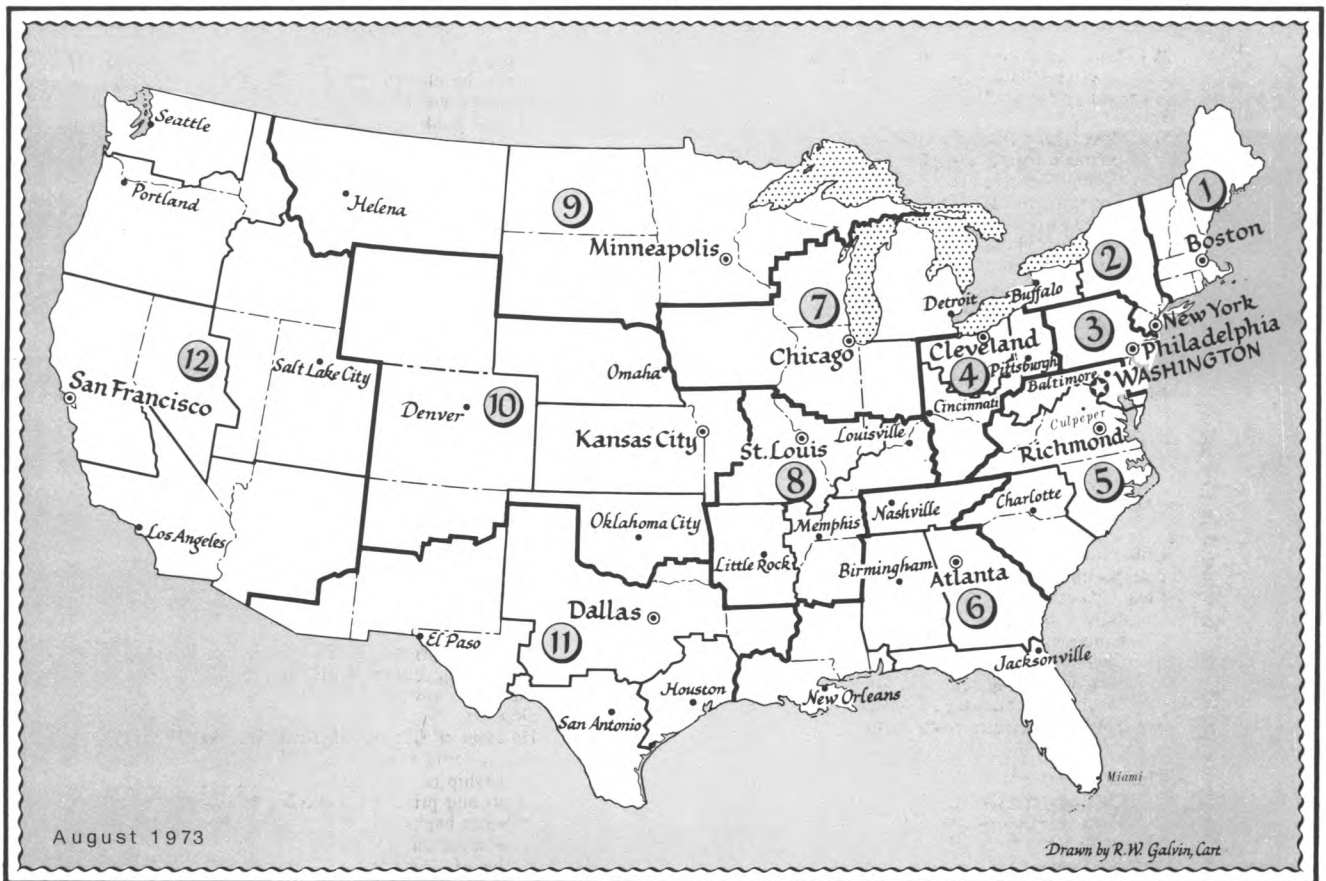 Seattle
Portland
Helena
9
Minneapolis
1
Boston
2
7
Detroit
Buffalo
3
New York
Philadelphia
Cleveland
Pittsburgh
4
WASHINGTON
Baltimore
Cincinnati
Chicago
12
Salt Lake City
Omaha
San Francisco
Denver
10
Kansas City
St. Louis
Louisville
8
Culpeper
Richmond
5
Charlotte
Los Angeles
Oklahoma City
Little Rock
Memphis
Nashville
Birmingham
Atlanta
6
Dallas
11
El Paso
Houston
San Antonio
New Orleans
Jacksonville
Miami
August 1973
Drawn by R.W. Galvin, Cart